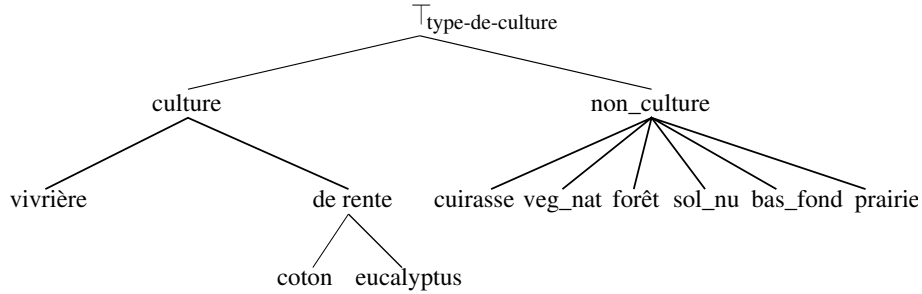 ⊤type-de-culture
culture non_culture
vivrière de rente cuirasse veg_nat forêt sol_nu bas_fond prairie
coton eucalyptus